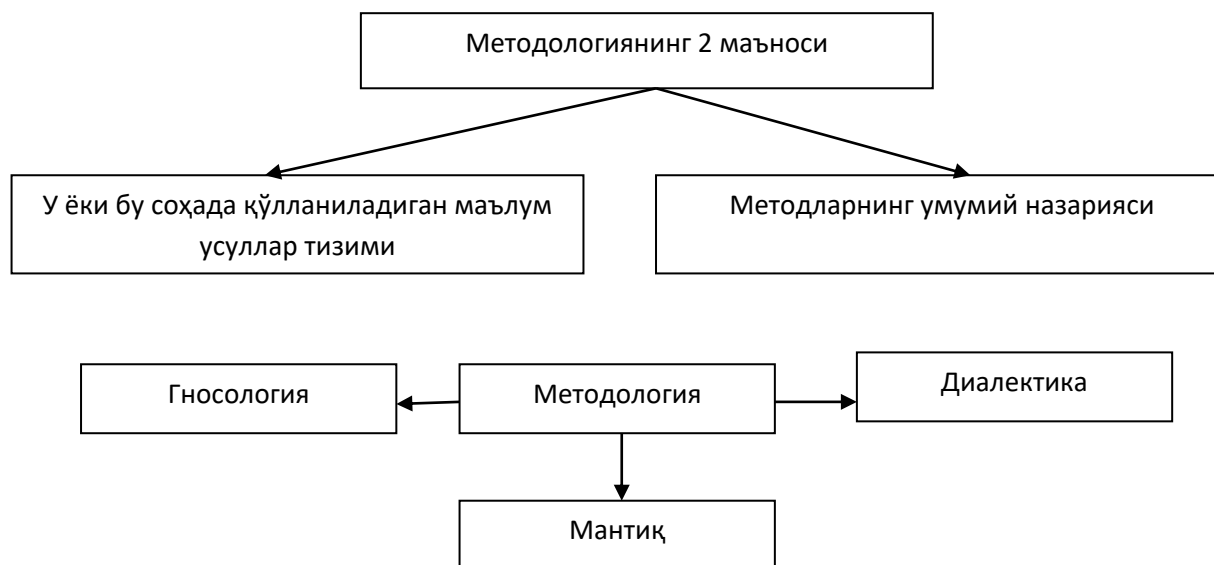 Методологиянинг 2 маъноси
У ёки бу соҳада қўлланиладиган маълум
усуллар тизими
Методларнинг умумий назарияси
Гносология
Методология
Диалектика
Мантиқ